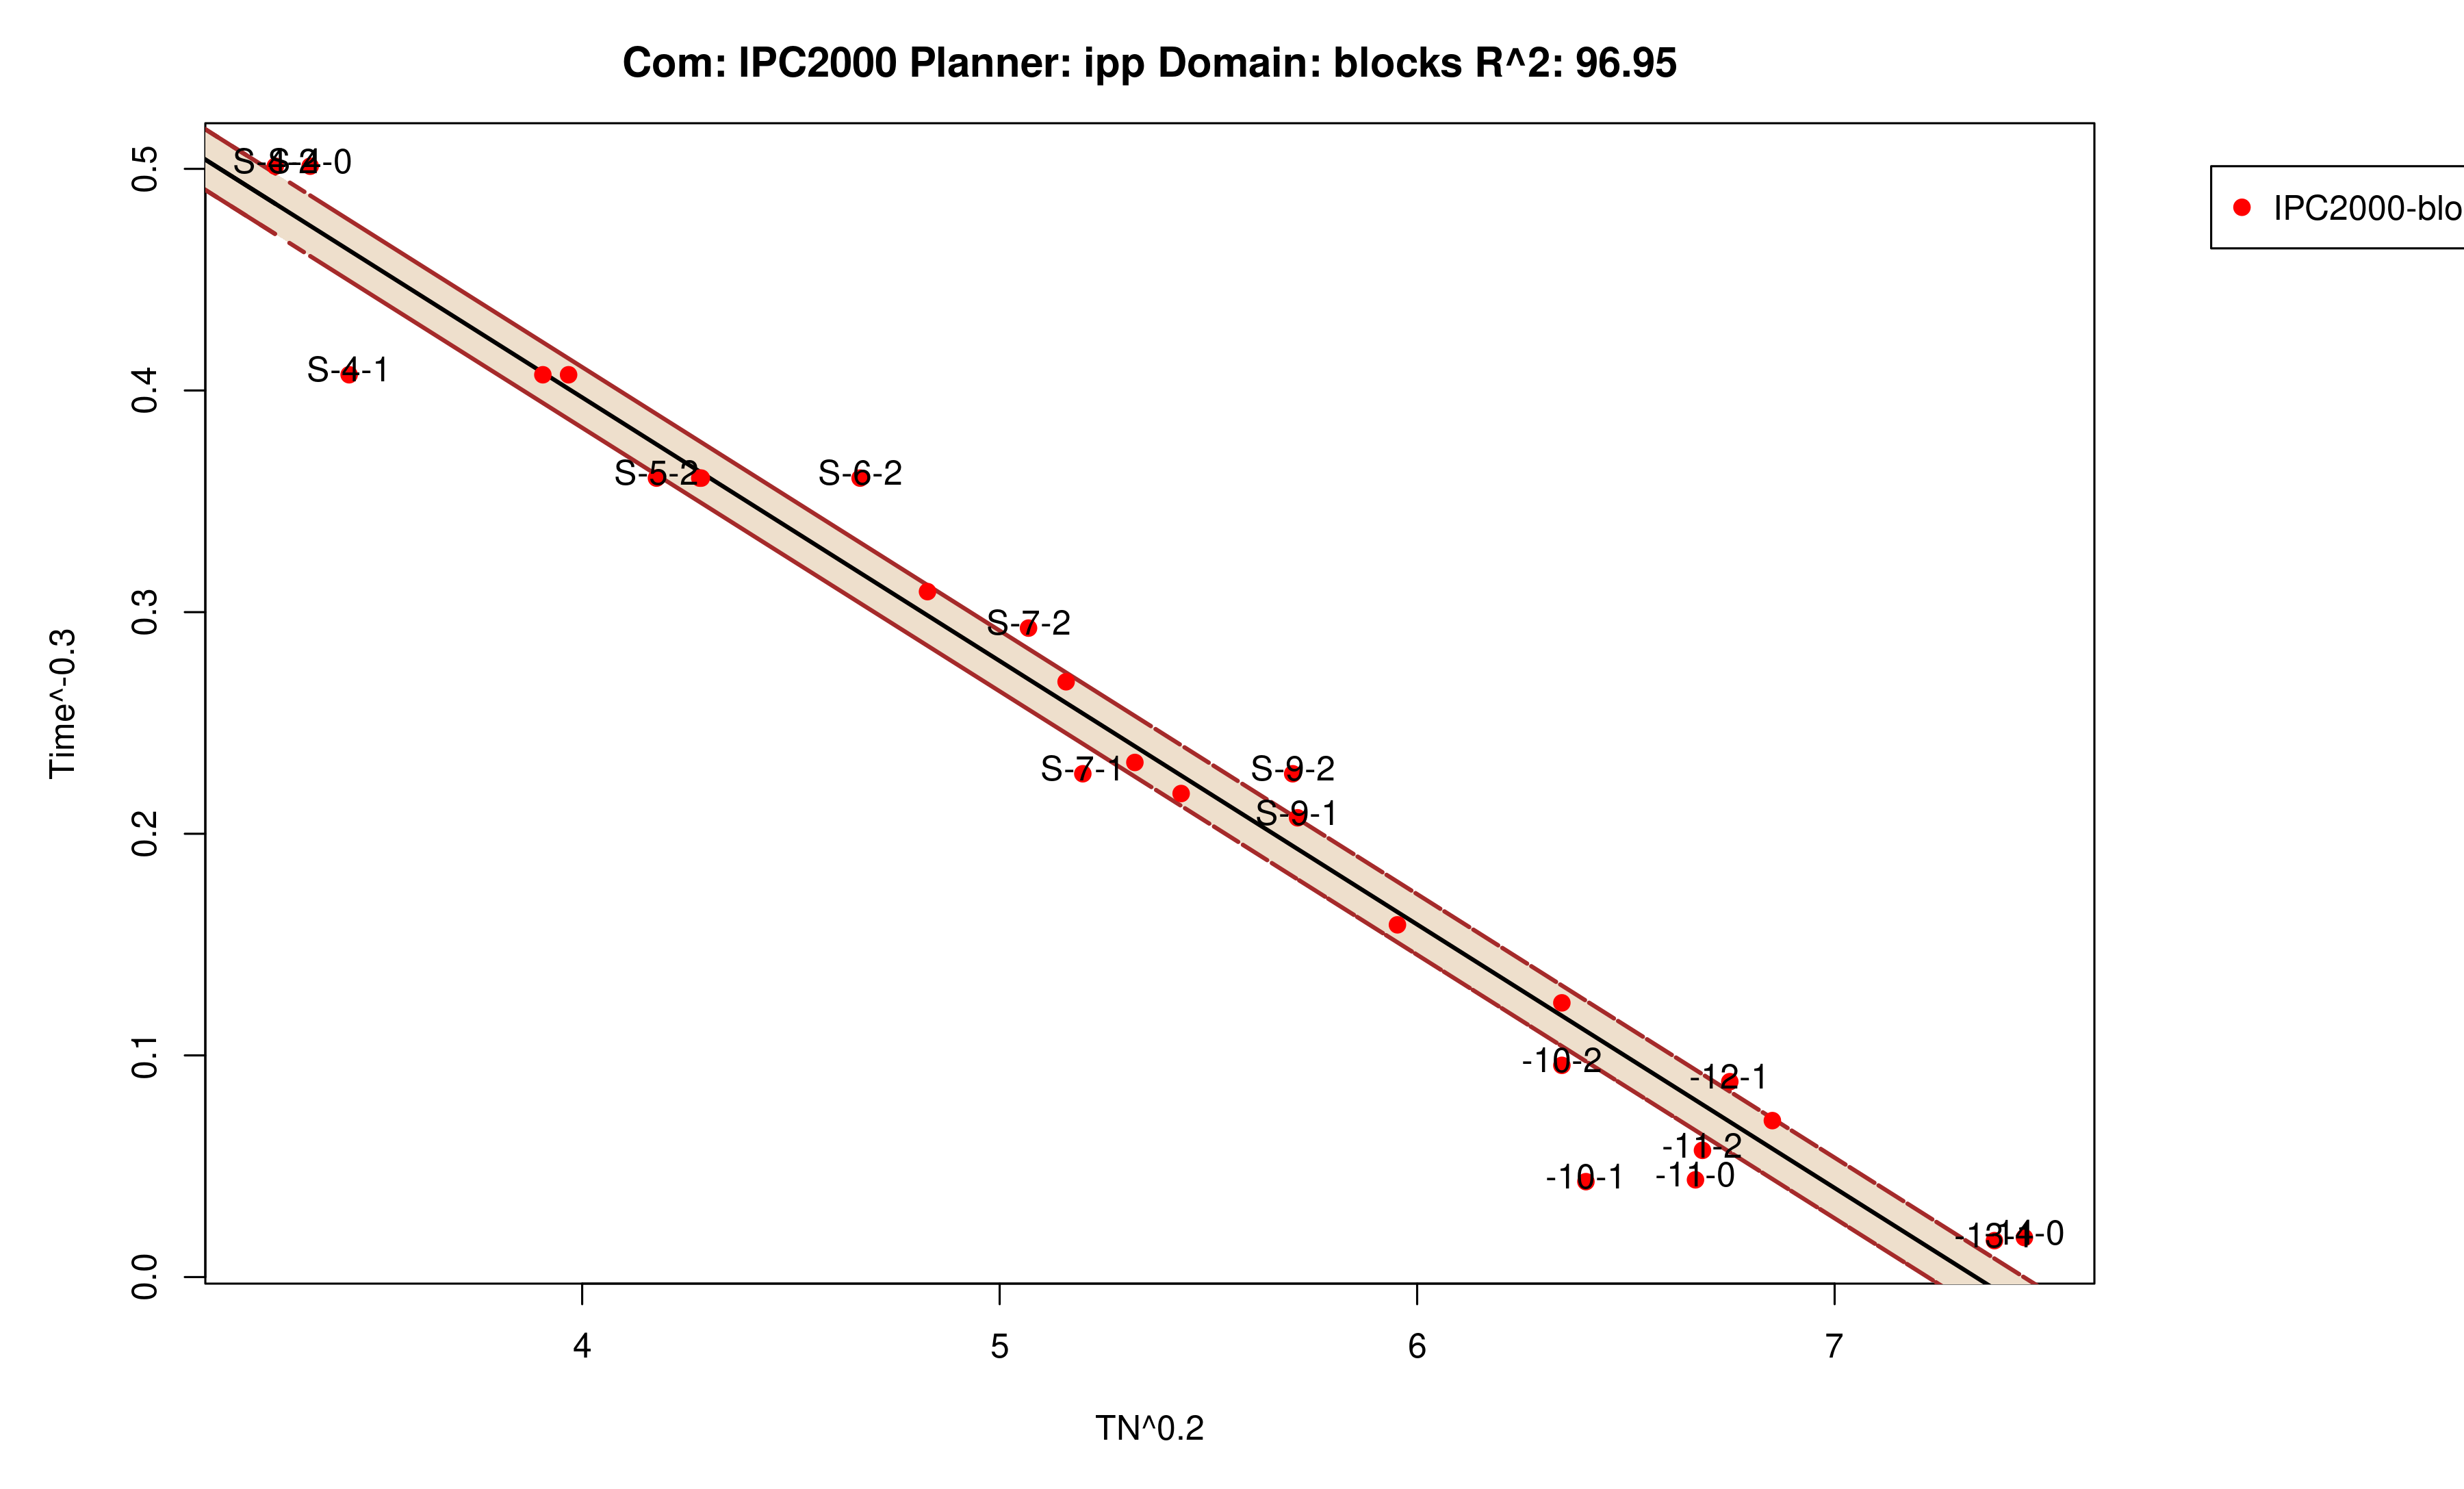 Com: IPC2000 Planner: ipp Domain: blocks R^2: 96.95
IPC2000-blo
Time^-0.3
0.5
0.4
0.3
0.2
0.1
0.0
S-4-0
S-4-1
S-5-2
S-6-2
S-7-2
S-7-1
S-9-2
S-9-1
-10-2
-12-1
-11-2
-10-1
-11-0
4
5
6
7
TN^0.2